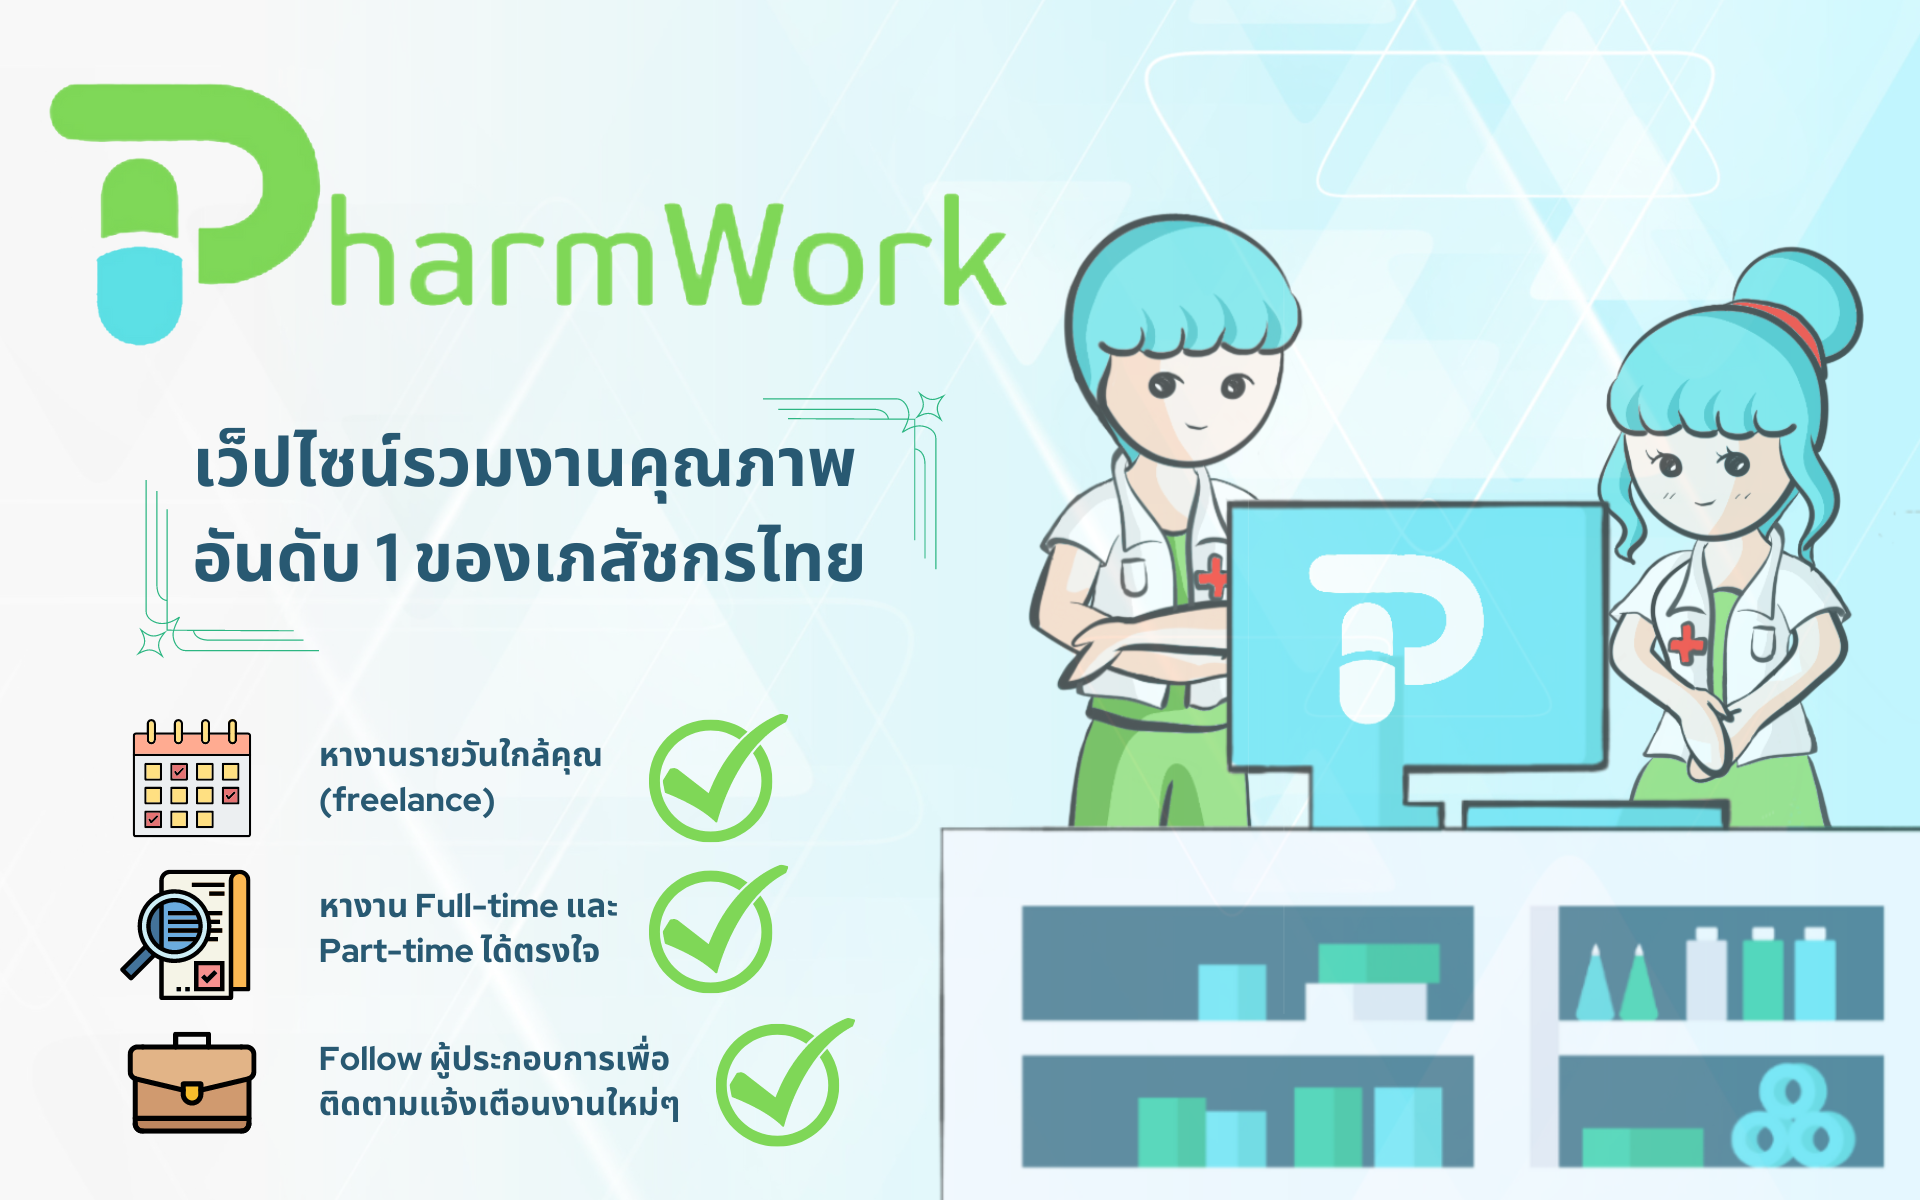 PharmWork
เว็ปไซน์รวมงานคุณภาพ
อันดับ 1 ของเภสัชกรไทย
หางานรายวันใกล้คุณ
(freelance)
หางาน Full-time และ
Part-time ได้ตรงใจ
Follow ผู้ประกอบการเพื่อ
ติดตามแจ้งเตือนงานใหม่ๆ